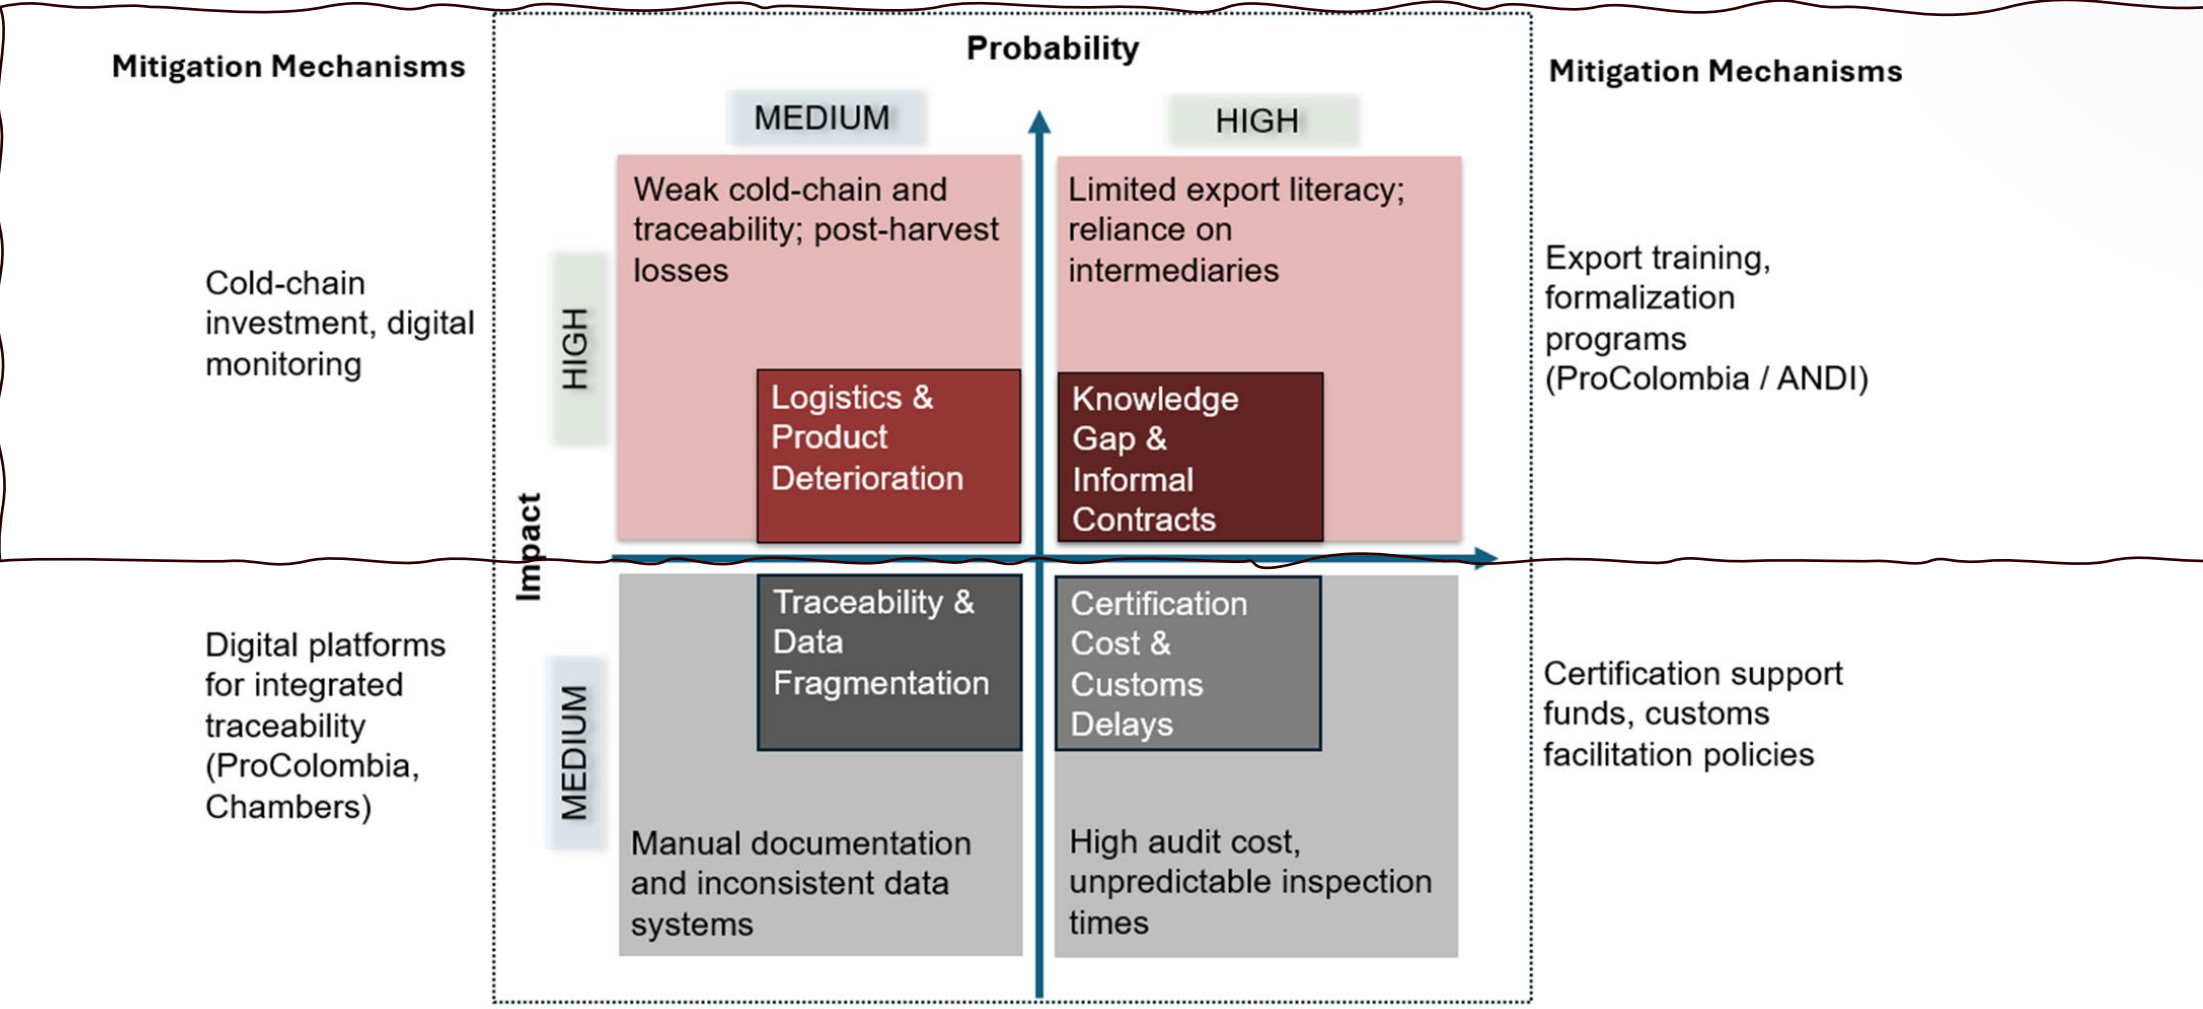 Probability
Mitigation Mechanisms
Mitigation Mechanisms
MEDIUM
HIGH
Cold-chain
investment, digital
monitoring
HIGH
Weak cold-chain and
traceability; post-harvest
losses
Logistics &
Product
Deterioration
Limited export literacy;
reliance on
intermediaries
Knowledge
Gap &
Informal
Contracts
Export training,
formalization
programs
(ProColombia / ANDI)
Impact
Digital platforms
for integrated
traceability
(ProColombia,
Chambers)
MEDIUM
Traceability &
Data
Fragmentation
Manual documentation
and inconsistent data
systems
Certification
Cost &
Customs
Delays
High audit cost,
unpredictable inspection
times
Certification support
funds, customs
facilitation policies